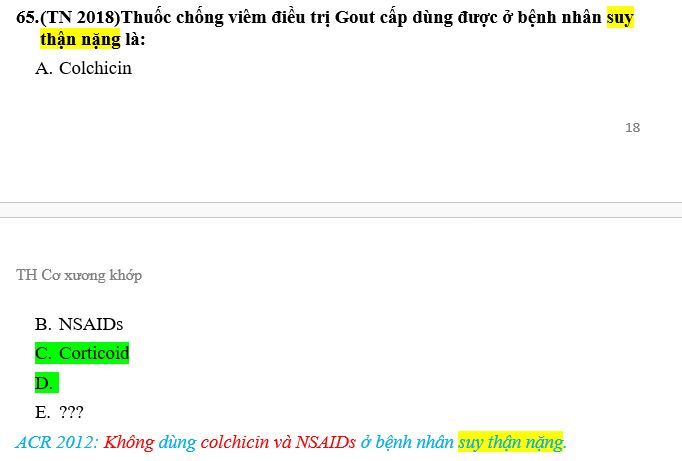 65.(TN 2018)Thuốc chống viêm điều trị Gout cấp dùng được ở bệnh nhân suy
thận nặng là:
A. Colchicin
18
TH Cơ xương khớp
B. NSAIDs
C. Corticoid
D.
E. ???
ACR 2012: Không dùng colchicin và NSAIDs ở bệnh nhân suy thận nặng.